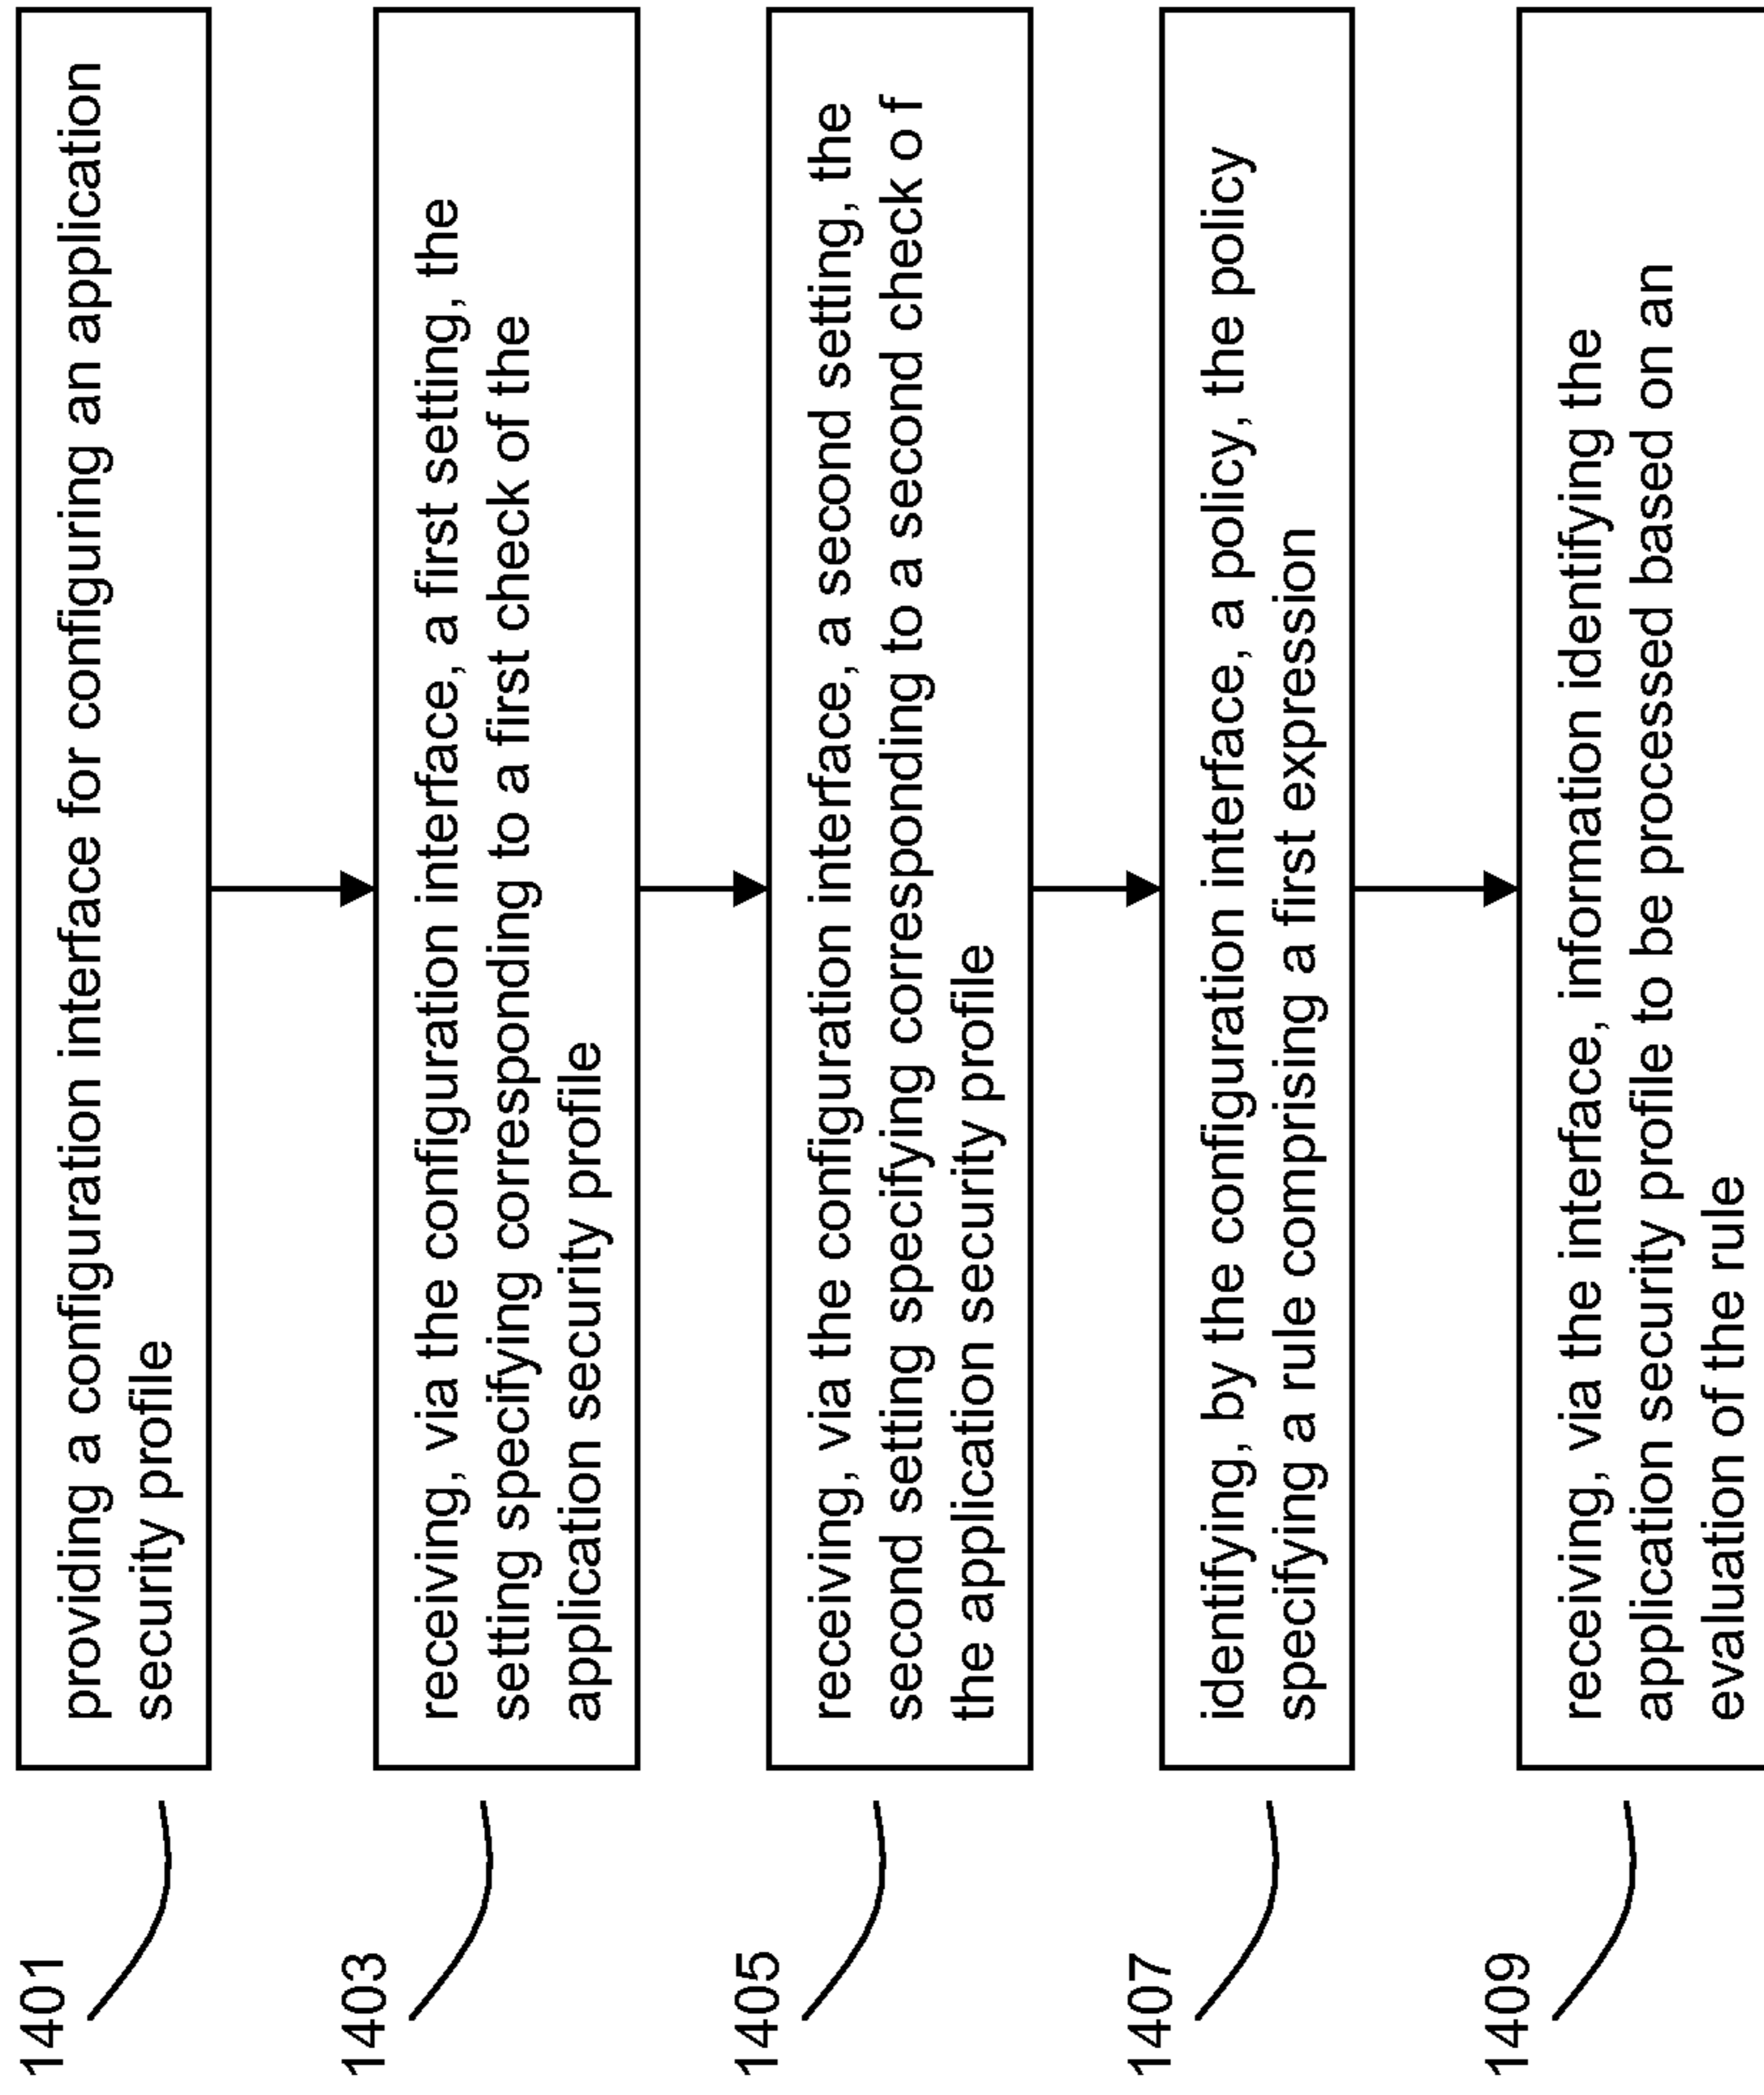 1401
providing a configuration interface for configuring an application
security profile
1403
receiving, via the configuration interface, a first setting, the
setting specifying corresponding to a first check of the
application security profile
1405
receiving, via the configuration interface, a second setting, the
second setting specifying corresponding to a second check o f
the application security profile
1407
identifying, by the configuration interface, a policy, the policy
specifying a rule comprising a first expression
1409
receiving, via the interface, information identifying the
application security profile to be processed based on an
evaluation of the rule